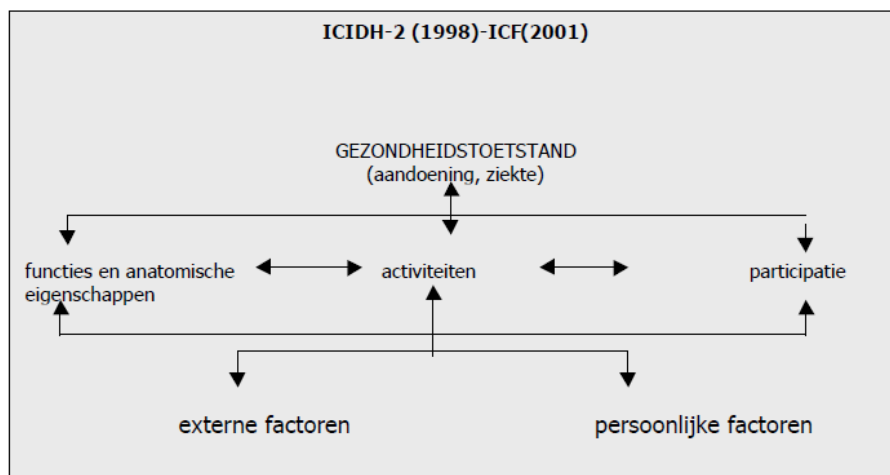 ICIDH-2 (1998)-ICF(2001)
GEZONDHEIDSTOETSTAND
(aandoening, ziekte)
functies en anatomische
eigenschappen
activiteiten
participatie
externe factoren
persoonlijke factoren